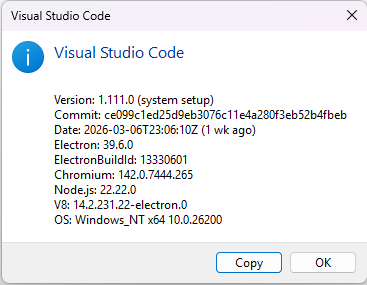 Visual Studio Code
Visual Studio Code
Version: 1.111.0 (system setup)
Commit: ce099c1ed25d9eb3076c11e4a280f3eb52b4fbeb
Date: 2026-03-06T23:06:10Z (1 wk ago)
Electron: 39.6.0
ElectronBuildId: 13330601
Chromium: 142.0.7444.265
Node.js: 22.22.0
V8: 14.2.231.22-electron.0
OS: Windows_NT x64 10.0.26200
Copy
OK